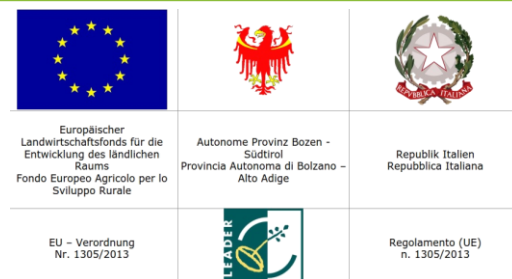 REPVBBLICA ITALIANA
Europäischer
Landwirtschaftsfonds für die
Entwicklung des ländlichen
Raums
Fondo Europeo Agricolo per lo
Sviluppo Rurale
Autonome Provinz Bozen -
Südtirol
Provincia Autonoma di Bolzano –
Alto Adige
Republik Italien
Repubblica Italiana
EU – Verordnung
Nr. 1305/2013
LEADER
Regolamento (UE)
n. 1305/2013